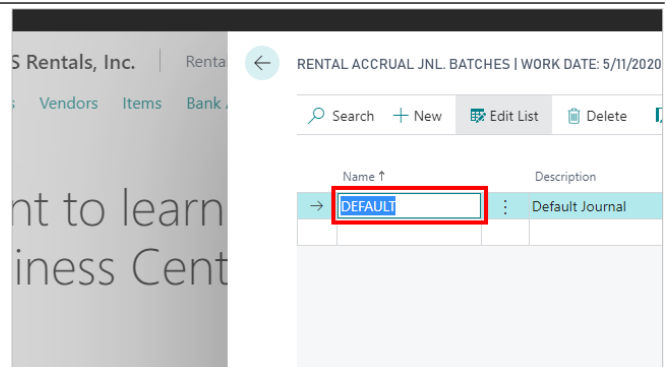 S Rentals, Inc. Renta
RENTAL ACCRUAL JNL. BATCHES | WORK DATE: 5/11/2020
Vendors Items Bank
Search + New Edit List Delete
Name ↑ Description
→ DEFAULT Default Journal
nt to learn
iness Cent